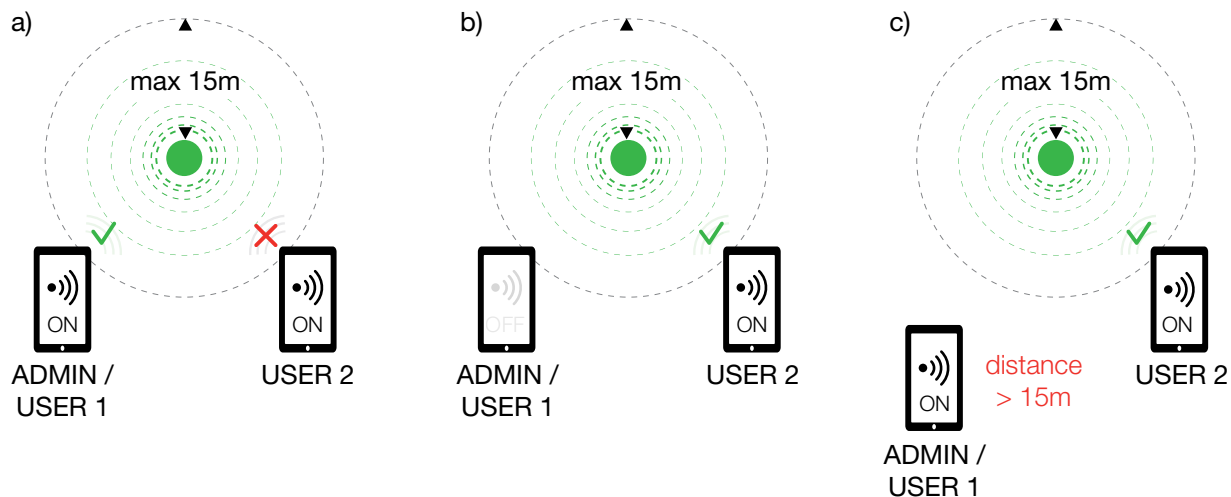 a)
max 15m
ON
ADMIN /
USER 1
ON
USER 2
b)
max 15m
OFF
ADMIN /
USER 1
ON
USER 2
c)
max 15m
ON
USER 2
ON
distance
> 15m
ADMIN /
USER 1